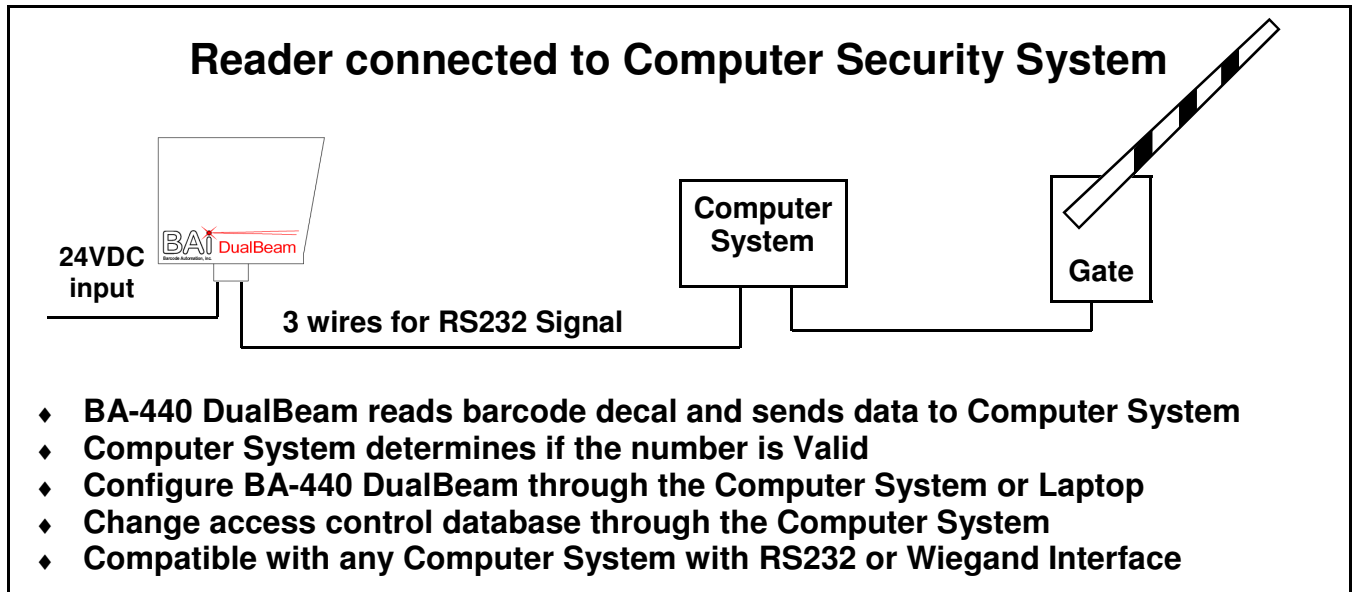 Reader connected to Computer Security System
BAi DualBeam
Barcode Automation, Inc.
24VDC
input
3 wires for RS232 Signal
Computer
System
Gate
♦ BA-440 DualBeam reads barcode decal and sends data to Computer System
♦ Computer System determines if the number is Valid
♦ Configure BA-440 DualBeam through the Computer System or Laptop
♦ Change access control database through the Computer System
♦ Compatible with any Computer System with RS232 or Wiegand Interface